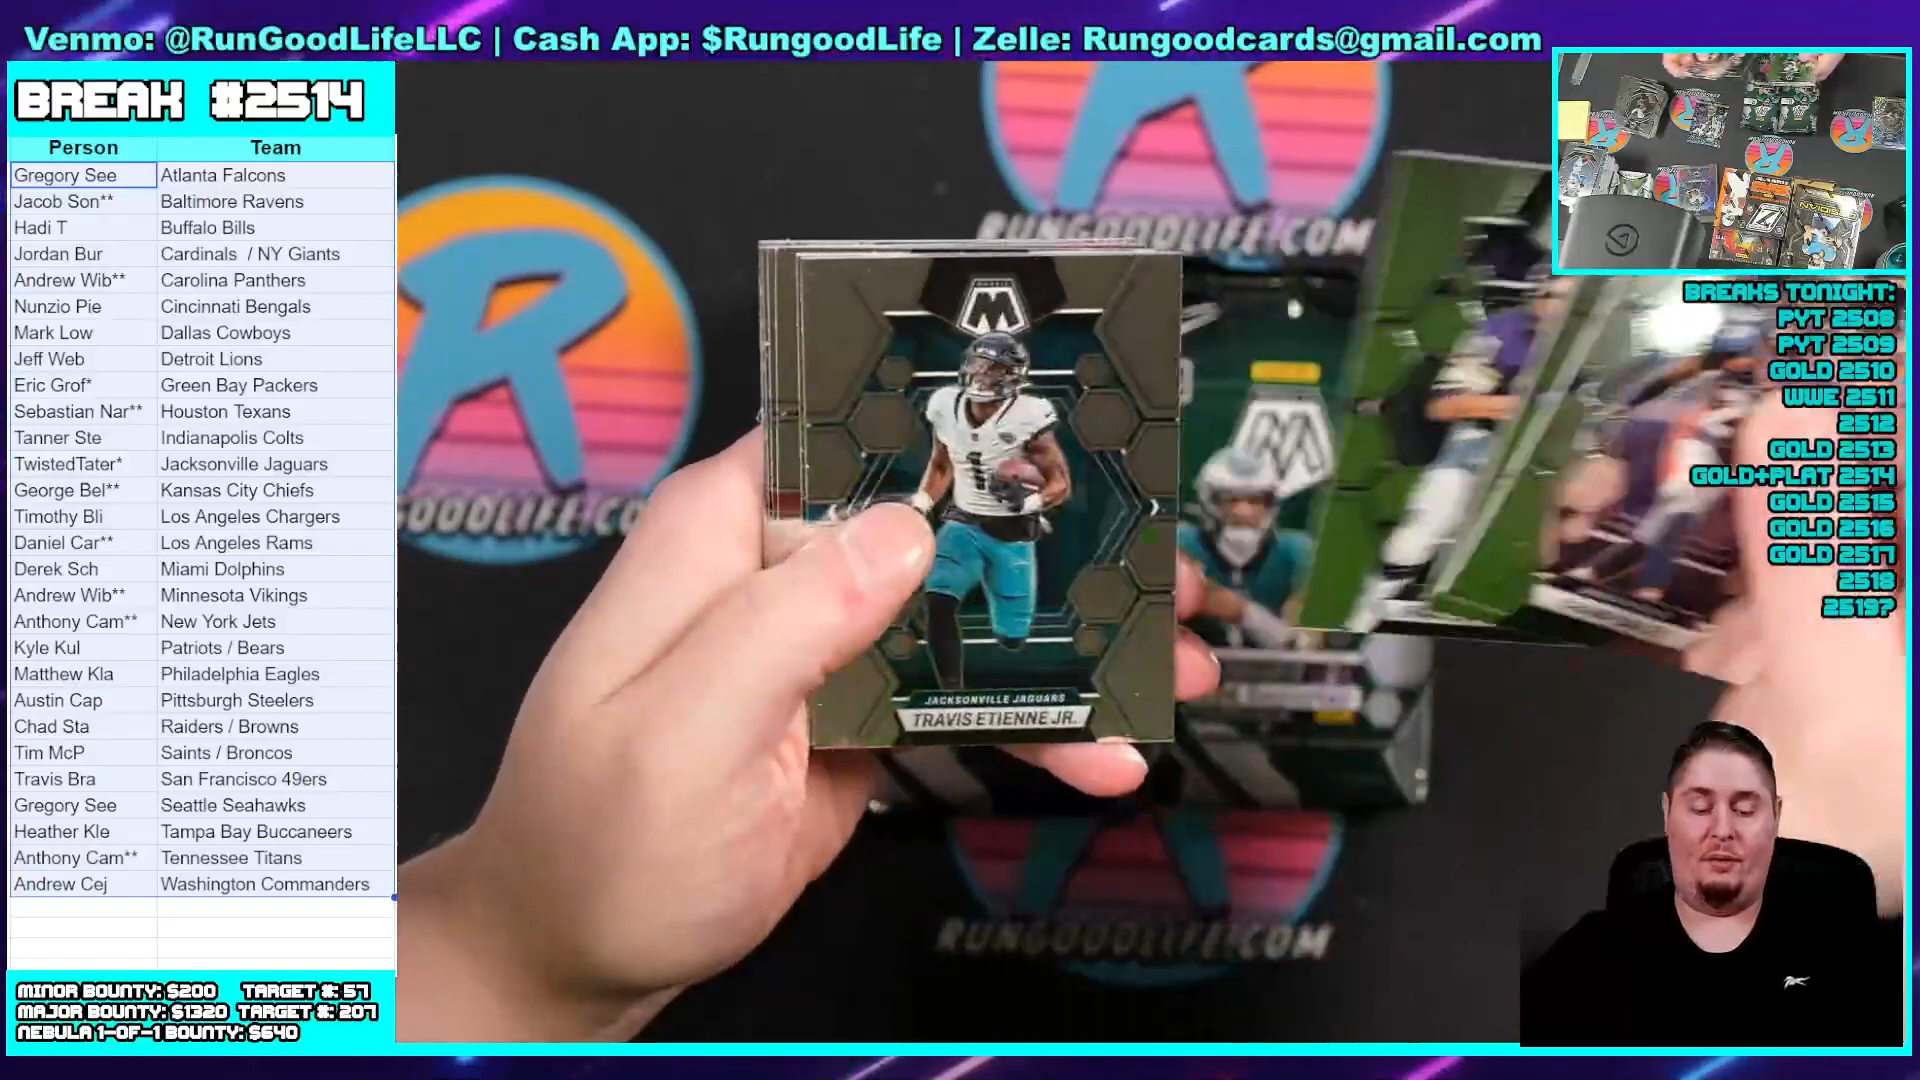 Venmo: @RunGoodLifeLLC | Cash App: $RungoodLife | Zelle: Rungoodcards@gmail.com
BREAK #2514
Person Team
Gregory See Atlanta Falcons
Jacob Son** Baltimore Ravens
Hadi T Buffalo Bills
Jordan Bur Cardinals / NY Giants
Andrew Wib** Carolina Panthers
Nunzio Pie Cincinnati Bengals
Mark Low Dallas Cowboys
Jeff Web Detroit Lions
Eric Grof* Green Bay Packers
Sebastian Nar** Houston Texans
Tanner Ste Indianapolis Colts
TwistedTater* Jacksonville Jaguars
George Bel** Kansas City Chiefs
Timothy Bli Los Angeles Chargers
Daniel Car** Los Angeles Rams
Derek Sch Miami Dolphins
Andrew Wib** Minnesota Vikings
Anthony Cam** New York Jets
Kyle Kul Patriots / Bears
Matthew Kla Philadelphia Eagles
Austin Cap Pittsburgh Steelers
Chad Sta Raiders / Browns
Tim McP Saints / Broncos
Travis Bra San Francisco 49ers
Gregory See Seattle Seahawks
Heather Kle Tampa Bay Buccaneers
Anthony Cam** Tennessee Titans
Andrew Cej Washington Commanders
MINOR BOUNTY: $200 TARGET #: 57
MAJOR BOUNTY: $1320 TARGET #: 207
NEBULA 1-OF-1 BOUNTY: $640
RUNGOODLIFE.COM
GOODLIFE.CO
JACKSONVILLE JAGUARS
TRAVIS ETIENNE JR.
RUNGOODLIFE.COM
BREAKS TONIGHT:
PYT 2508
PYT 2509
GOLD 2510
WWE 2511
2512
GOLD 2513
GOLD+PLAT 2514
GOLD 2515
GOLD 2516
GOLD 2517
2518
2519?